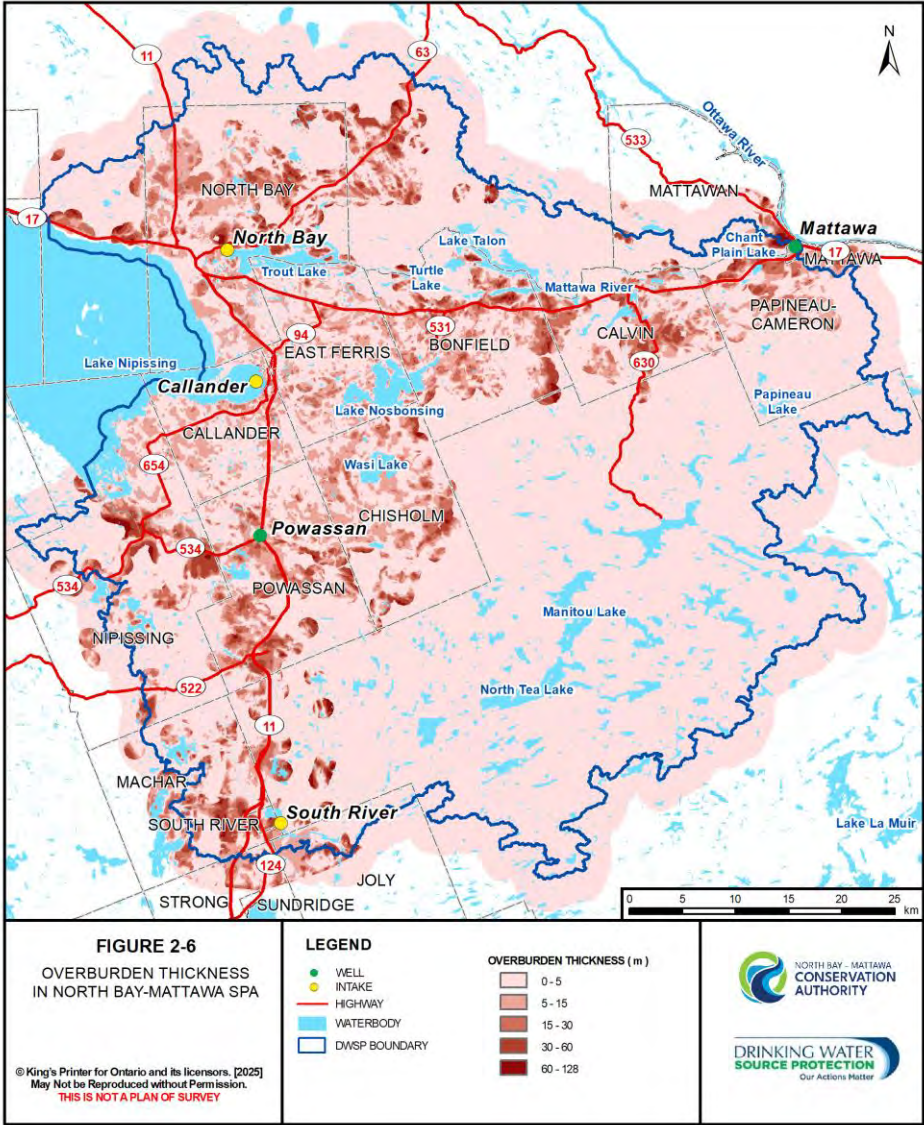 N
11
63
533
Ottawa River
MATTAWAN
NORTH BAY
17
North Bay
Lake Talon
Chant
Plain Lake
Mattawa
17
MATTAWA
Trout Lake
Turtle
Lake
Mattawa River
PAPINEAU-
CAMERON
94
531
EAST FERRIS
BONFIELD
CALVIN
630
Lake Nipissing
Callander
Lake Nosbonsing
Papineau
Lake
CALLANDER
654
Wasi Lake
CHISHOLM
Powassan
534
534
POWASSAN
Manitou Lake
NIPISSING
522
North Tea Lake
11
MACHAR
SOUTH RIVER
South River
Lake La Muir
124
JOLY
STRONG
SUNDRIDGE
0 5 10 15 20 25
km
FIGURE 2-6
OVERBURDEN THICKNESS
IN NORTH BAY-MATTAWA SPA
© King's Printer for Ontario and its licensors. [2025]
May Not be Reproduced without Permission.
THIS IS NOT A PLAN OF SURVEY
LEGEND
WELL
INTAKE
HIGHWAY
WATERBODY
DWSP BOUNDARY
OVERBURDEN THICKNESS ( m )
0 - 5
5 - 15
15 - 30
30 - 60
60 - 128
NORTH BAY - MATTAWA
CONSERVATION
AUTHORITY
DRINKING WATER
SOURCE PROTECTION
Our Actions Matter